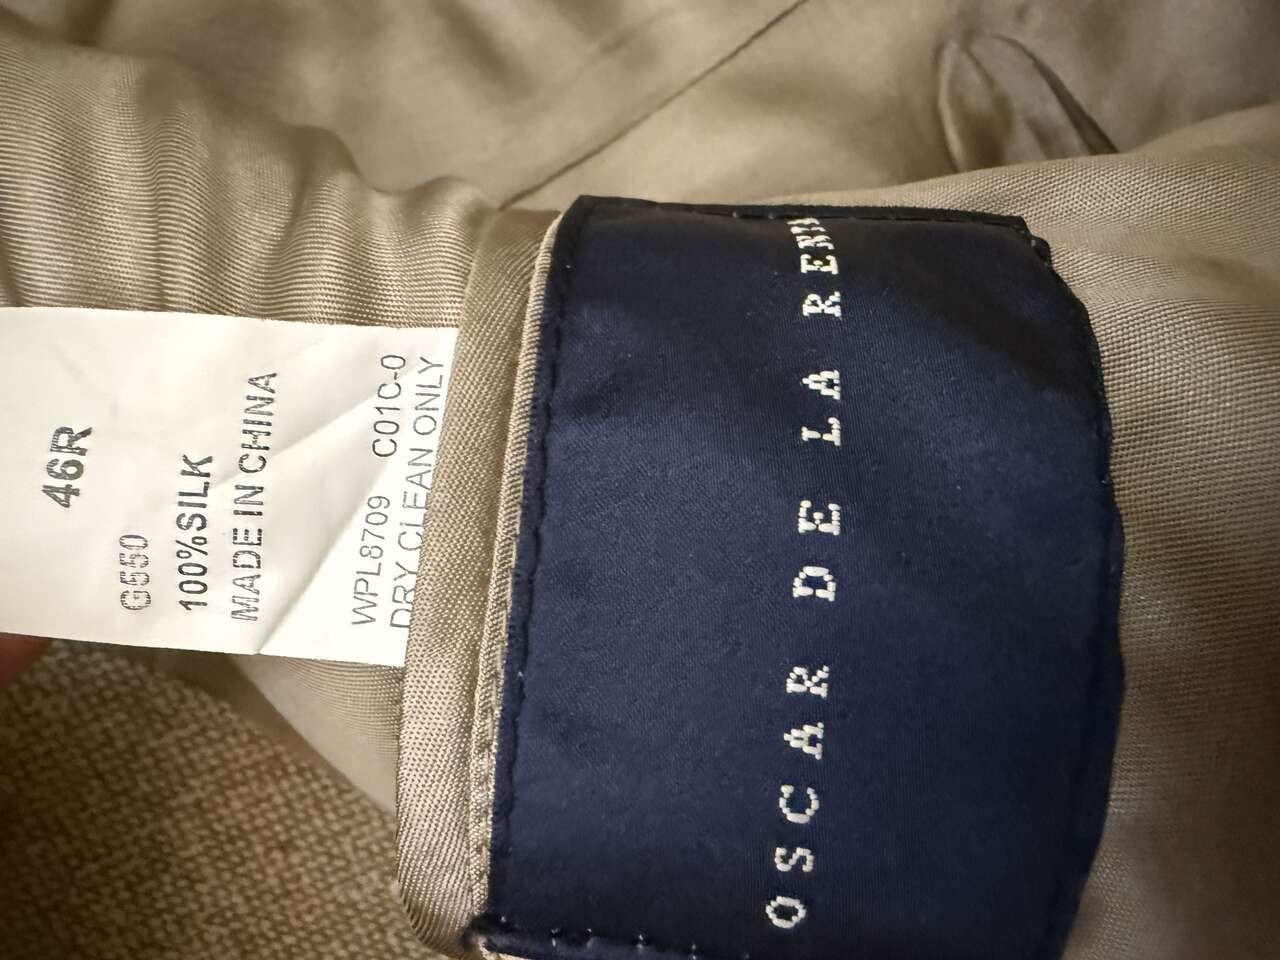 46R
G550
100%SILK
MADE IN CHINA
WPL8709 C01C-0
DRY CLEAN ONLY
OSCAR DE LA RENTA